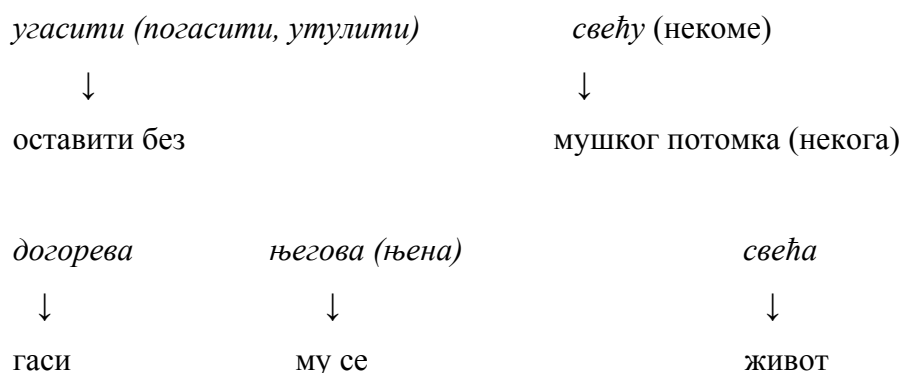 угасити (погасити, утулити) свећу (некоме)
↓ ↓
оставити без мушког потомка (некога)
догорева његова (њена) свећа
↓ ↓ ↓
гаси му се живот